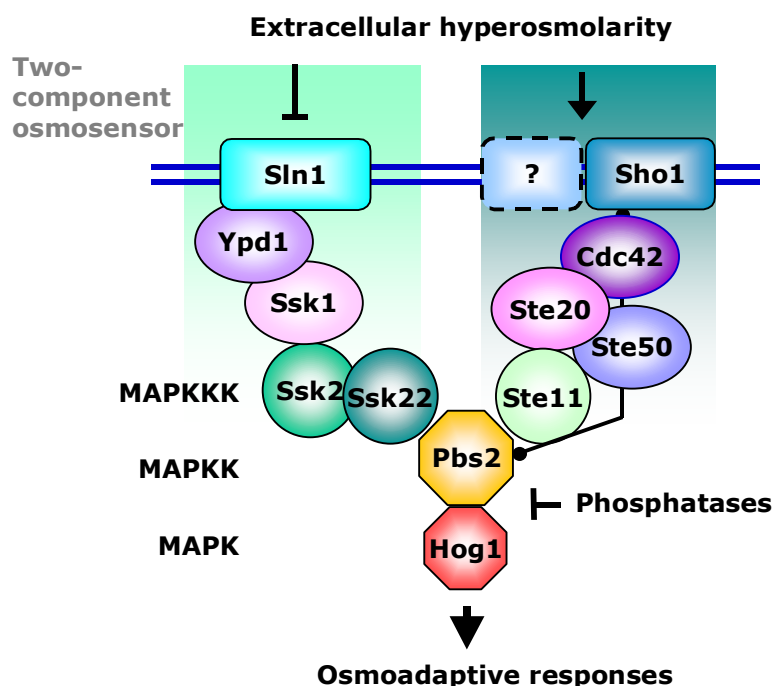 Extracellular hyperosmolarity
Two-
component
osmosensor
Sln1
?
Sho1
Ypd1
Cdc42
Ssk1
Ste20
Ste50
MAPKKK
Ssk2
Ssk22
Ste11
MAPKK
Pbs2
Phosphatases
MAPK
Hog1
Osmoadaptive responses